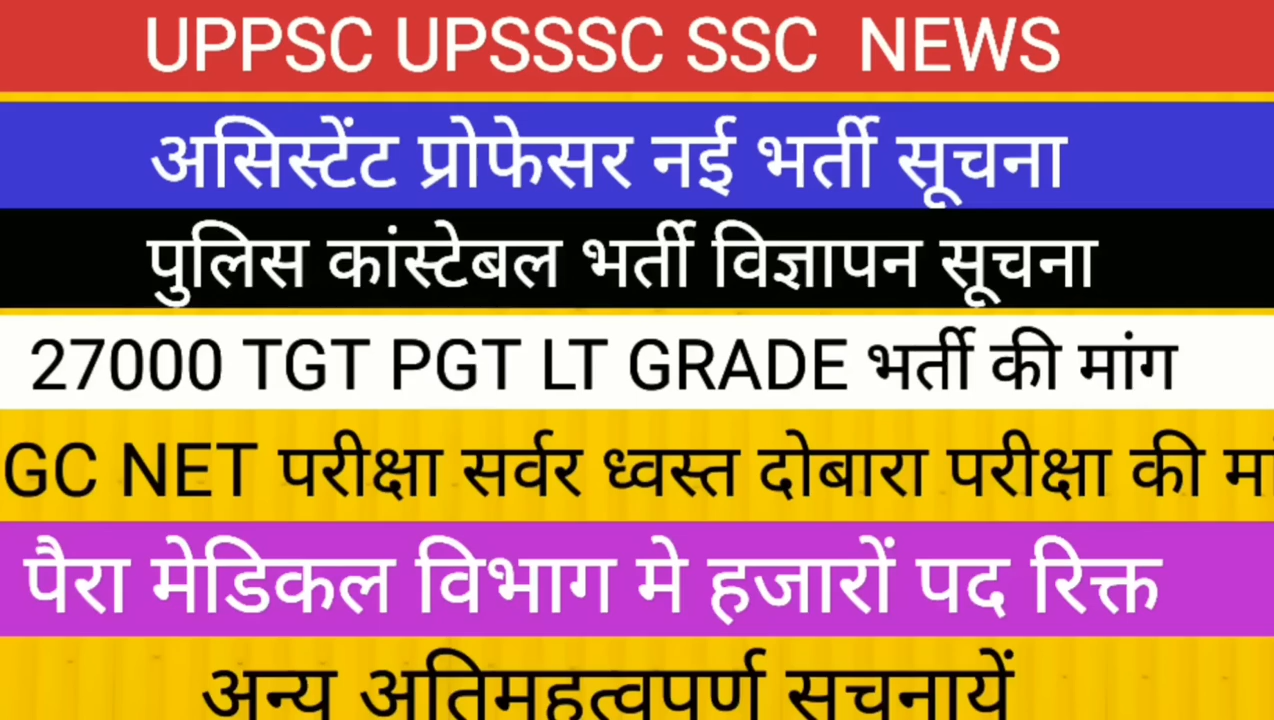 UPPSC UPSSSC SSC NEWS
असिस्टेंट प्रोफेसर नई भर्ती सूचना
पुलिस कांस्टेबल भर्ती विज्ञापन सूचना
27000 TGT PGT LT GRADE भर्ती की मांग
GC NET परीक्षा सर्वर ध्वस्त दोबारा परीक्षा की
पैरा मेडिकल विभाग मे हजारों पद रिक्त
अन्य अतिमहत्वपूर्ण सूचनायें